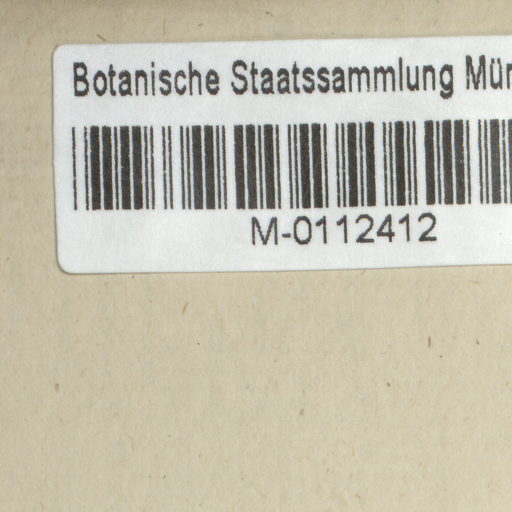 Botanische Staatssammlung Mün
M-0112412